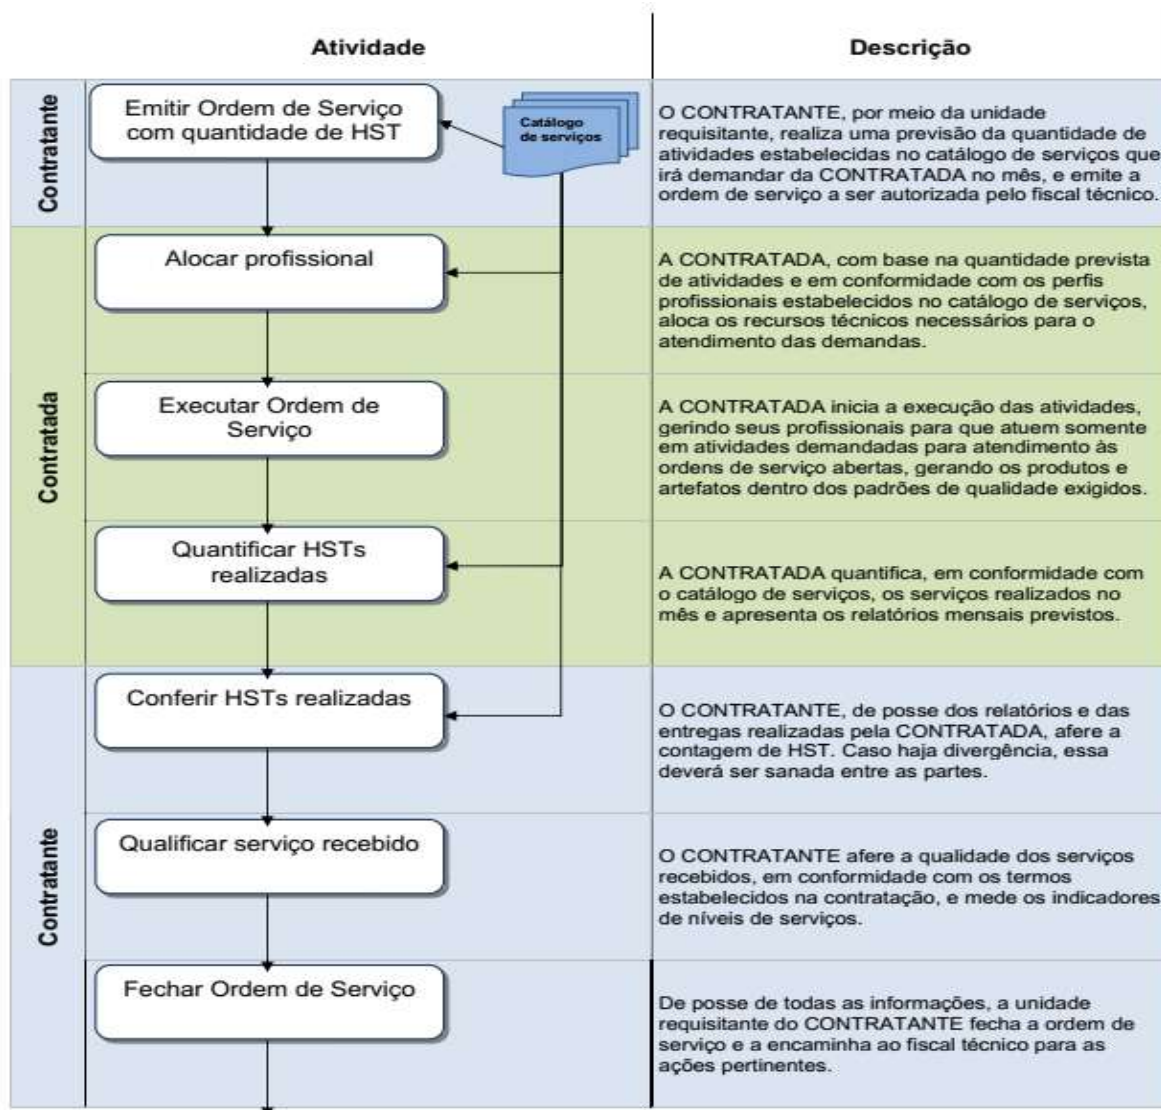 Atividade
Descrição
Contratante
Emitir Ordem de Serviço
com quantidade de HST
Catálogo
de serviços
O CONTRATANTE, por meio da unidade
requisitante, realiza uma previsão da quantidade de
atividades estabelecidas no catálogo de serviços que
irá demandar da CONTRATADA no mês, e emite a
ordem de serviço a ser autorizada pelo fiscal técnico.
Contratada
Alocar profissional
A CONTRATADA, com base na quantidade prevista
de atividades e em conformidade com os perfis
profissionais estabelecidos no catálogo de serviços,
aloca os recursos técnicos necessários para o
atendimento das demandas.
Executar Ordem de
Serviço
A CONTRATADA inicia a execução das atividades,
gerindo seus profissionais para que atuem somente
em atividades demandadas para atendimento às
ordens de serviço abertas, gerando os produtos e
artefatos dentro dos padrões de qualidade exigidos.
Quantificar HSTs
realizadas
A CONTRATADA quantifica, em conformidade com
o catálogo de serviços, os serviços realizados no
mês e apresenta os relatórios mensais previstos.
Contratante
Conferir HSTs realizadas
O CONTRATANTE, de posse dos relatórios e das
entregas realizadas pela CONTRATADA, afere a
contagem de HST. Caso haja divergência, essa
deverá ser sanada entre as partes.
Qualificar serviço recebido
O CONTRATANTE afere a qualidade dos serviços
recebidos, em conformidade com os termos
estabelecidos na contratação, e mede os indicadores
de níveis de serviços.
Fechar Ordem de Serviço
De posse de todas as informações, a unidade
requisitante do CONTRATANTE fecha a ordem de
serviço e a encaminha ao fiscal técnico para as
ações pertinentes.